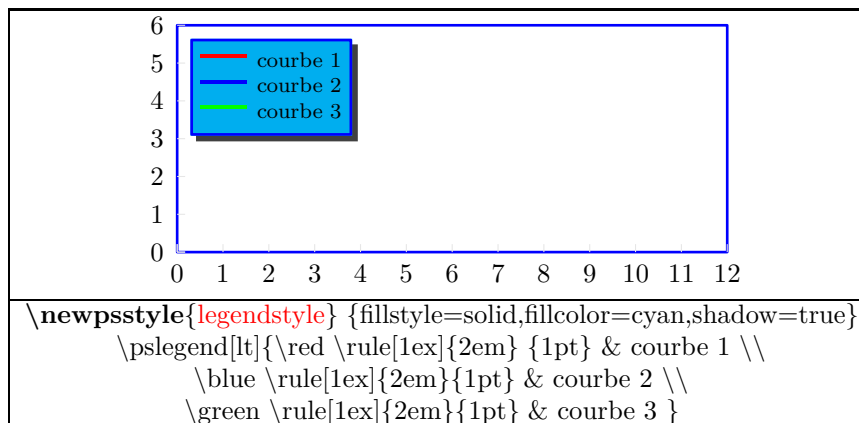 6
5
courbe 1
courbe 2
4
courbe 3
3
2
1
0
0 1 2 3 4 5 6 7 8 9 10 11 12
\newpsstyle{legendstyle} {fillstyle=solid,fillcolor=cyan,shadow=true}
\pslegend[lt]{\red \rule[1ex]{2em} {1pt} & courbe 1 \\
\blue \rule[1ex]{2em}{1pt} & courbe 2 \\
\green \rule[1ex]{2em}{1pt} & courbe 3 }